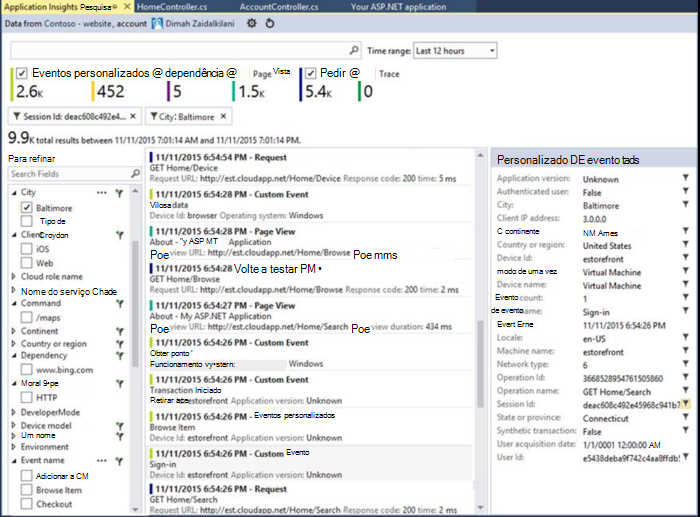 Application Insights Pesquisa HomeController.cs AccountController.cs Your ASP.NET application
Data from Contoso - website, account Dimah Zaidalkilani
Time range: Last 12 hours
Eventos personalizados @ dependência @ Page Vista Pedir @ Trace
2.6K 452 5 1.5K 5.4K 0
Session Id: deac608c492e4... × City: Baltimore ×
9.9K total results between 11/11/2015 7:01:14 AM and 11/11/2015 7:01:14 PM.
Para refinar
Search Fields
City ...
Baltimore
Tipo de
Croydon
iOS
Web
Cloud role name
Nome do serviço Chade
Command
/maps
Continent
Country or region
Dependency
www.bing.com
Moral 9•pe
HTTP
DeveloperMode
Device model
Um nome
Environment
Event name ...
Adicionar a CM
Browse Item
Checkout
11/11/2015 6:54:54 PM - Request
GET Home/Device
Request URL: http://est.cloudapp.net/Home/Device Response code: 200 time: 5 ms
11/11/2015 6:54:28 PM - Custom Event
Vilosa data
Device Id: browser Operating system: Windows
11/11/2015 6:54:28 PM - Page View
About - "y ASP MT Application
Poe view URL: http://est.cloudapp.net/Home/Browse Poe mms
11/11/2015 6:54:28 Volte a testar PM •
GET Home/Browse
Request URL: http://est.cloudapp.net/Home/Browse Response code: 200 time: 2 ms
11/11/2015 6:54:27 PM - Page View
About - My ASP.NET Application
Poe view URL: http://est.cloudapp.net/Home/Search Poe view duration: 434 ms
11/11/2015 6:54:26 PM - Custom Event
Obter ponto '
Funcionamento vy•stern: Windows
11/11/2015 6:54:26 PM - Custom Event
Transaction Iniciado
Retirar estorefront Application version: Unknown
11/11/2015 6:54:26 PM - Eventos personalizados
Browse Item
Device Id: estorefront Application version: Unknown
11/11/2015 6:54:26 PM - Custom Evento
Sign-in
Device Id: estorefront Application version: Unknown
11/11/2015 6:54:26 PM - Request
GET Home/Search
Request URL: http://est.cloudapp.net/Home/Search Response code: 200 time: 2 ms
Personalizado DE evento tads
Application version: Unknown
Authenticated user: False
City: Baltimore
Client IP address: 3.0.0.0
C continente NM Ames
Country or region: United States
Device Id: estorefront
modo de uma vez Virtual Machine
Device name: Virtual Machine
Evento count: 1
de evento name: Sign-in
Evert Erne 11/11/2015 6:54:26 PM
Locale: en-US
Machine name: estorefront
Network type: 6
Operation Id: 3668528954761505860
Operation name: GET Home/Search
Session Id: deac608c492e45968c941b7
State or province: Connecticut
Synthetic transaction: False
User acquisition date: 1/1/0001 12:00:00 AM
User Id: e5438deba9f742c4aa8ffdb